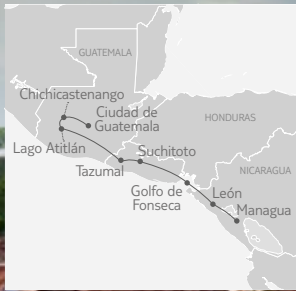 GUATEMALA
Chichicastenango
Ciudad de
Guatemala
HONDURAS
Lago Atitlán
Suchitoto
Tazumal
NICARAGUA
Golfo de
Fonseca
León
Managua